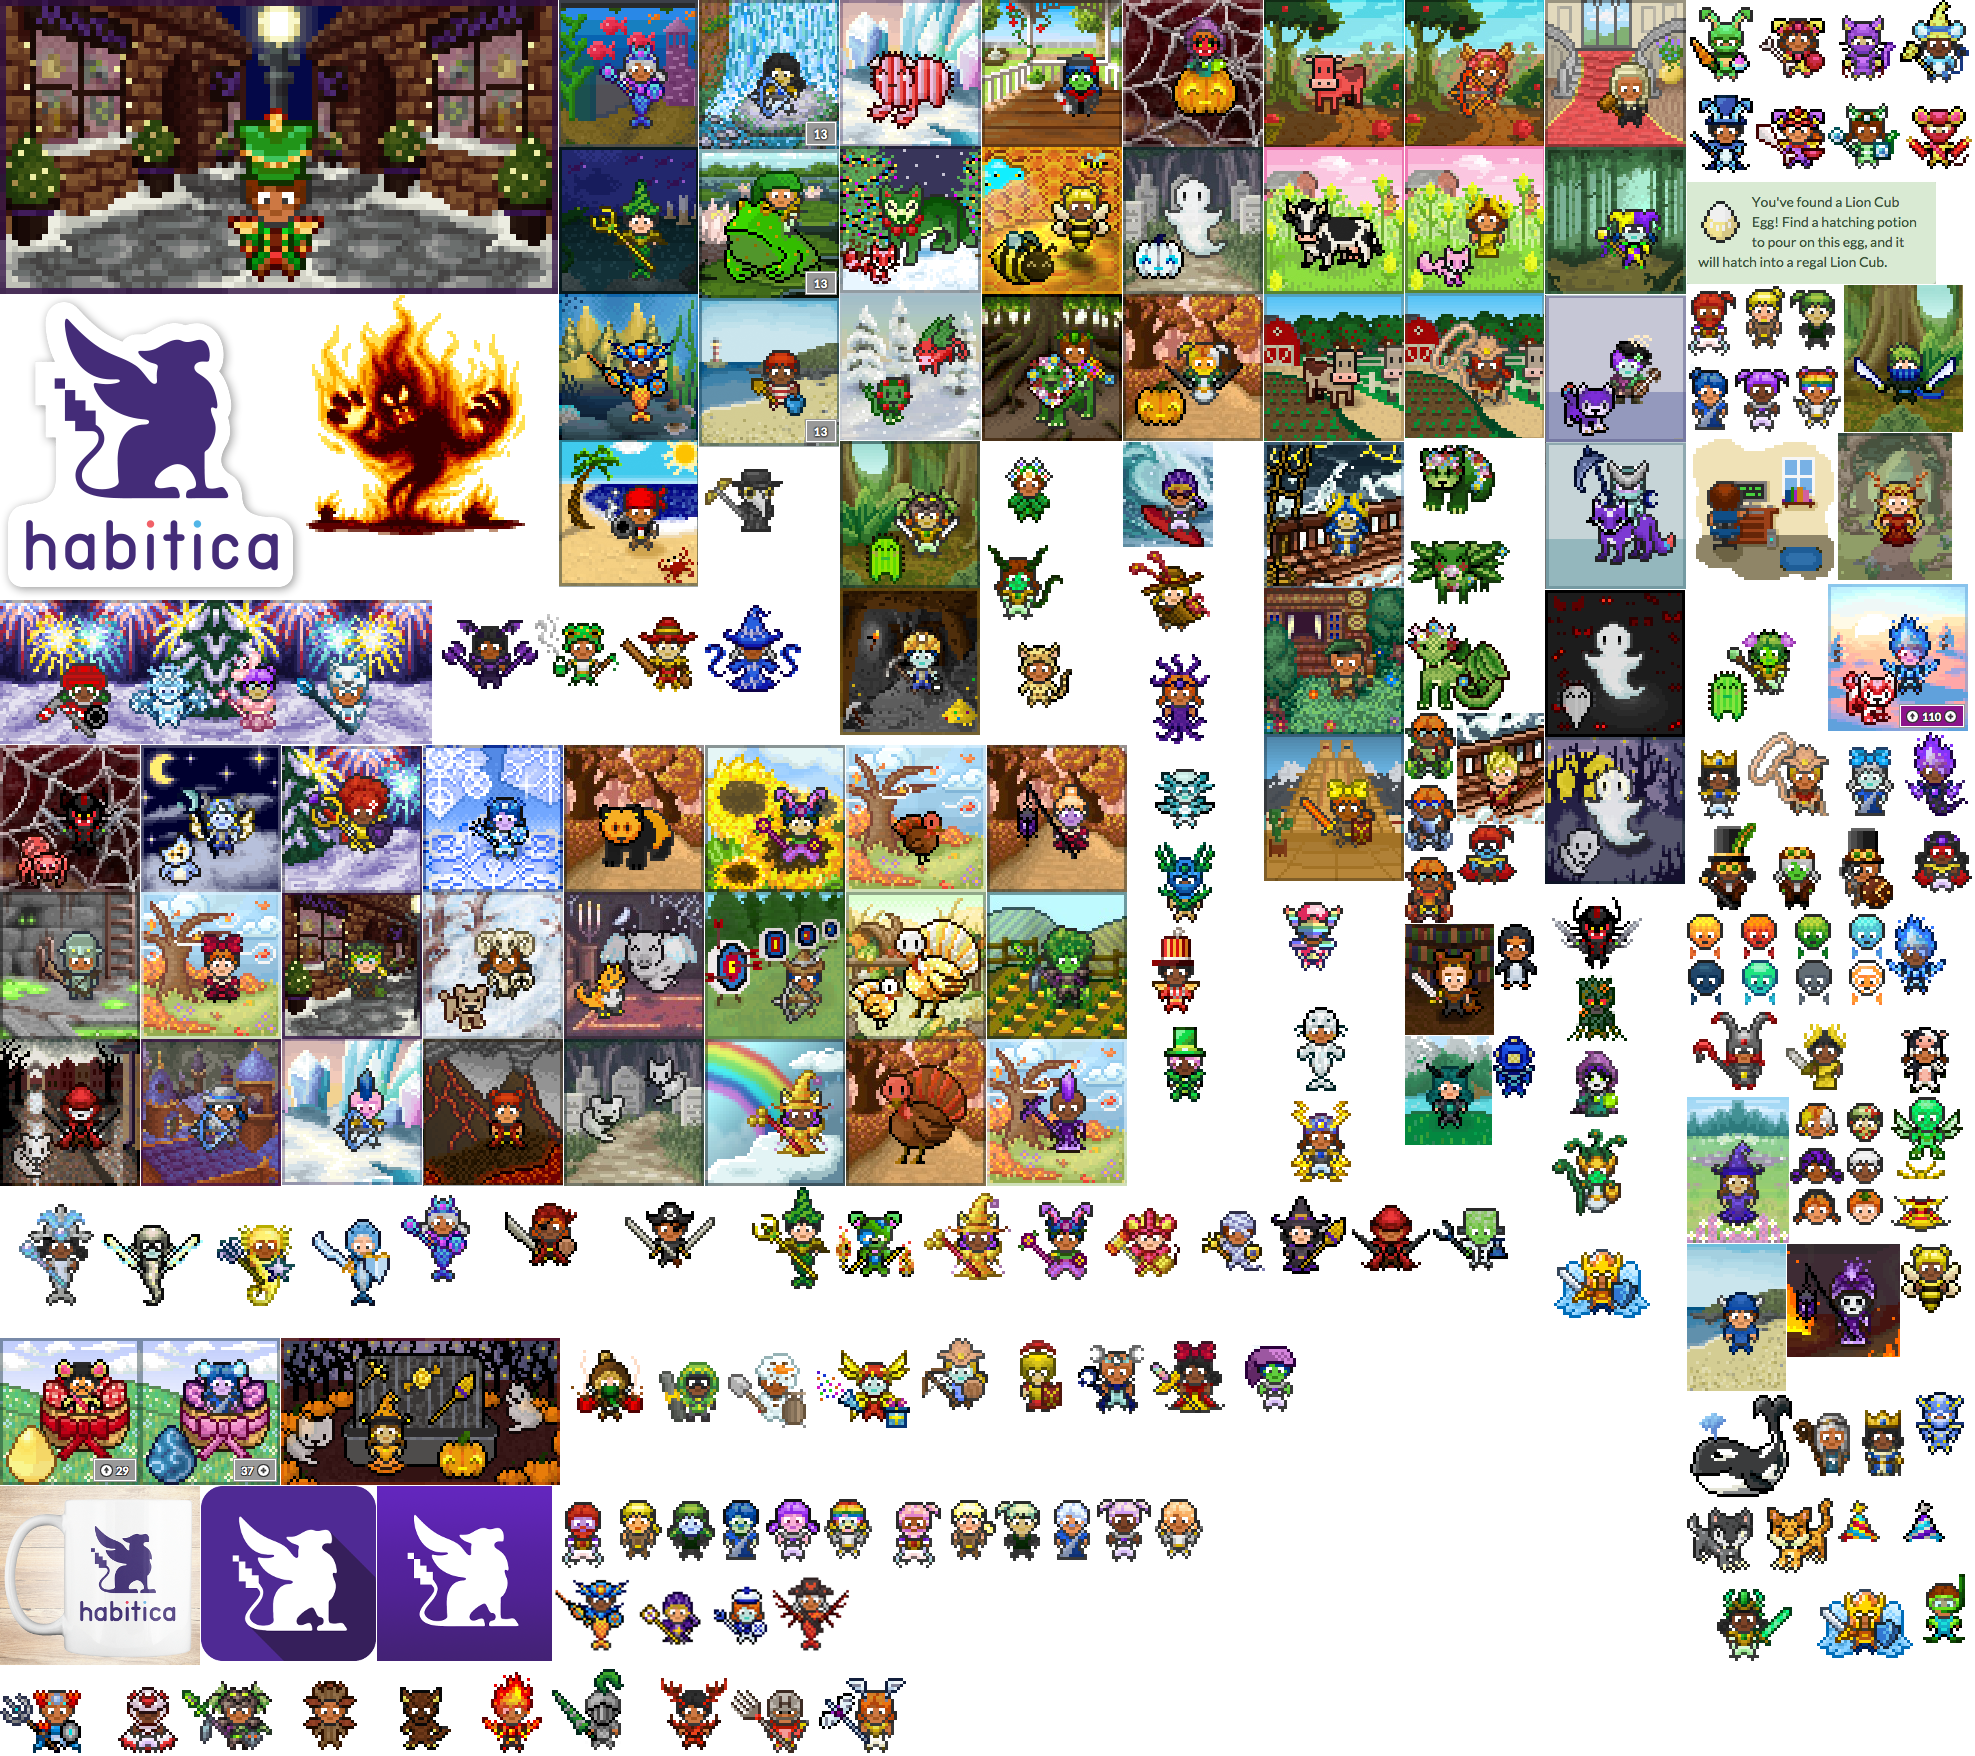 13
You've found a Lion Cub
Egg! Find a hatching potion
to pour on this egg, and it
will hatch into a regal Lion Cub.
13
13
habitica
110
29
37
habitica